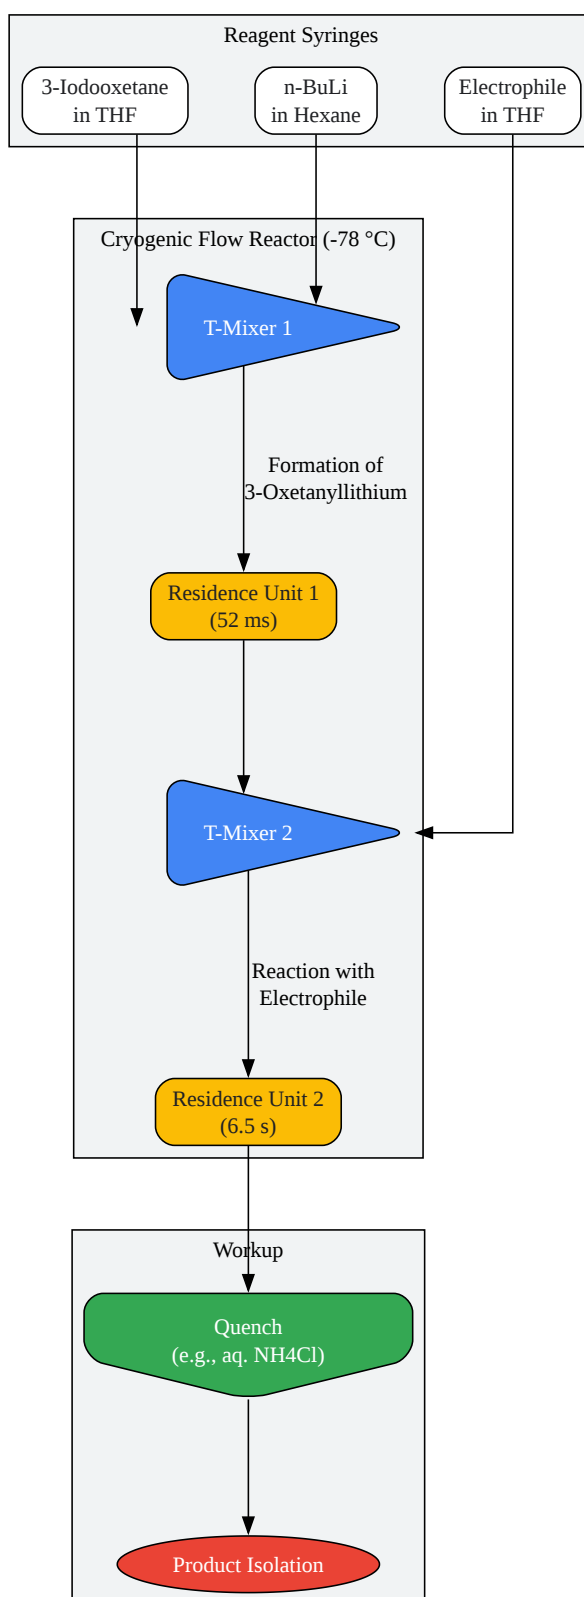 Reagent Syringes
3-Iodooxetane
in THF
n-BuLi
in Hexane
Electrophile
in THF
Cryogenic Flow Reactor (-78 °C)
T-Mixer 1
Formation of
3-Oxetanyllithium
Residence Unit 1
(52 ms)
T-Mixer 2
Reaction with
Electrophile
Residence Unit 2
(6.5 s)
Workup
Quench
(e.g., aq. NH4Cl)
Product Isolation